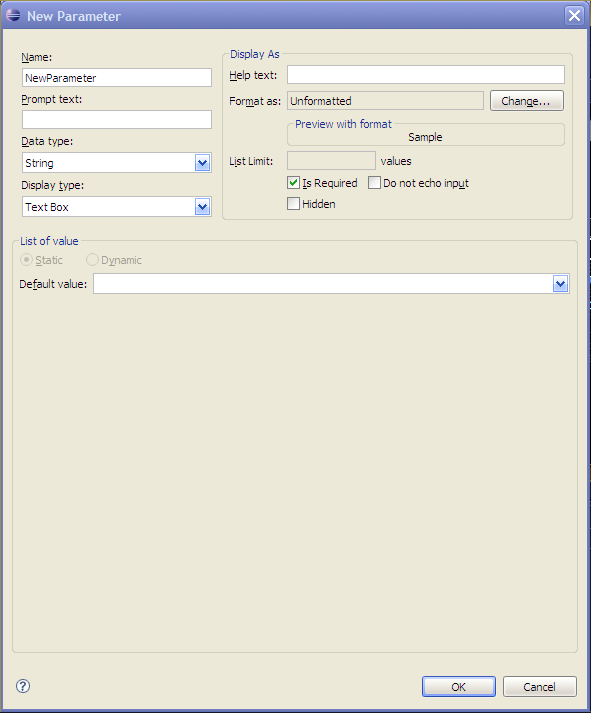 New Parameter
Name:
NewParameter
Prompt text:
Data type:
String
Display type:
Text Box
Display As
Help text:
Format as: Unformatted Change...
Preview with format
Sample
List Limit: values
Is Required Do not echo input
Hidden
List of value
Static Dynamic
Default value:
?
OK Cancel